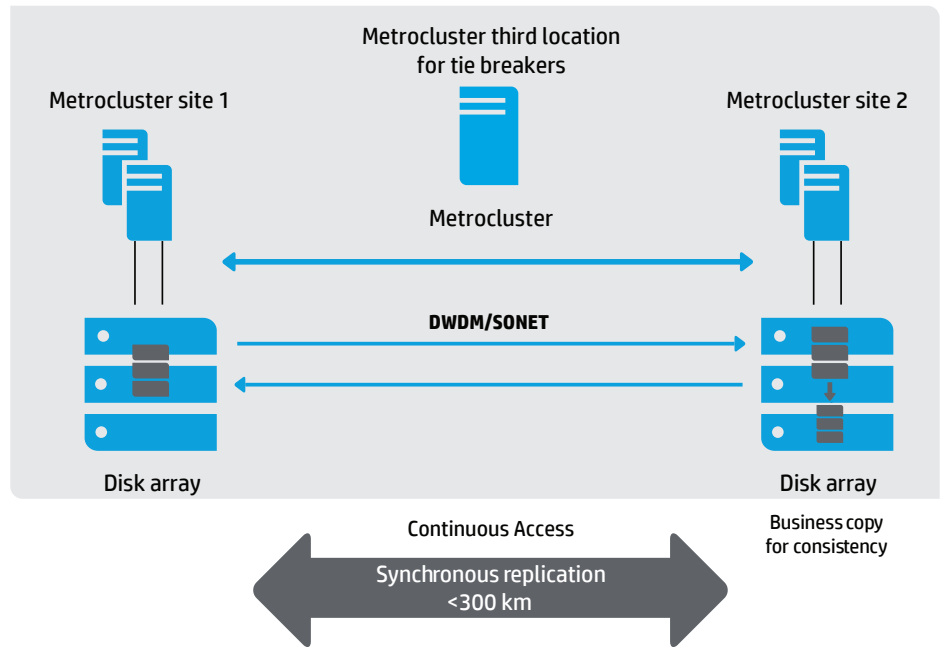 Metrocluster third location
for tie breakers
Metrocluster site 1
Metrocluster site 2
Metrocluster
DWDM/SONET
Disk array
Disk array
Business copy
for consistency
Continuous Access
Synchronous replication
<300 km